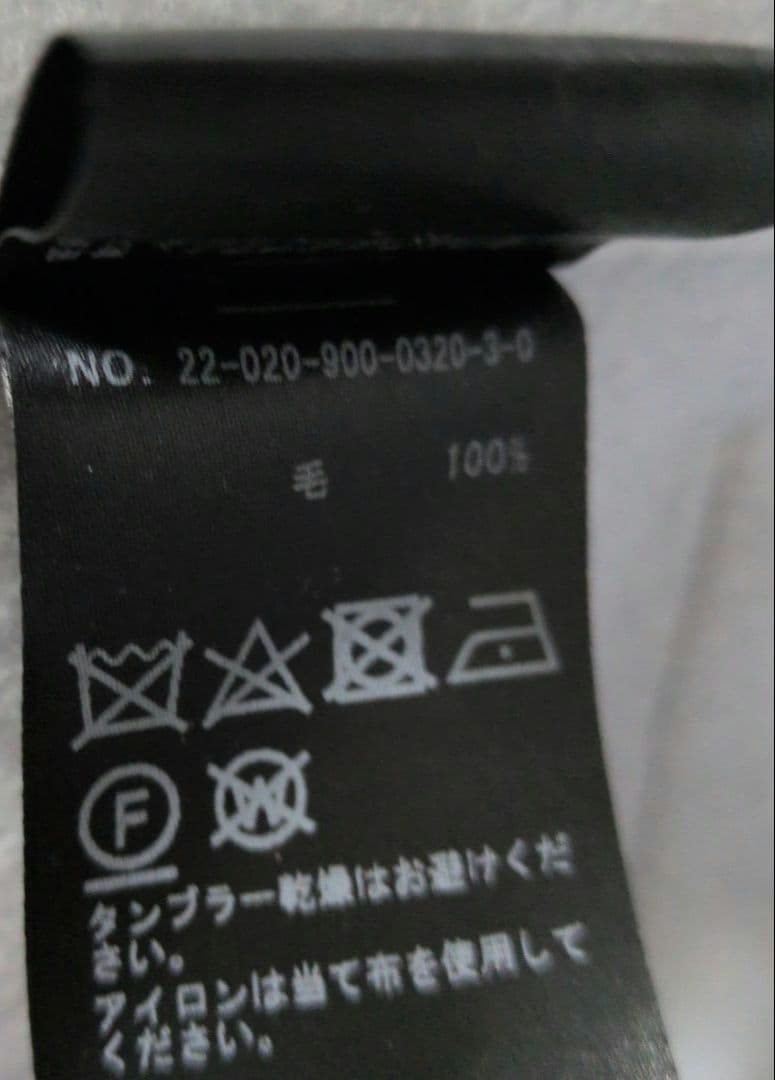 NO. 22-020-900-0320-3-0
毛 100%
F
W
タンブラー乾燥はお避けくだ
さい。
アイロンは当て布を使用して
ください。